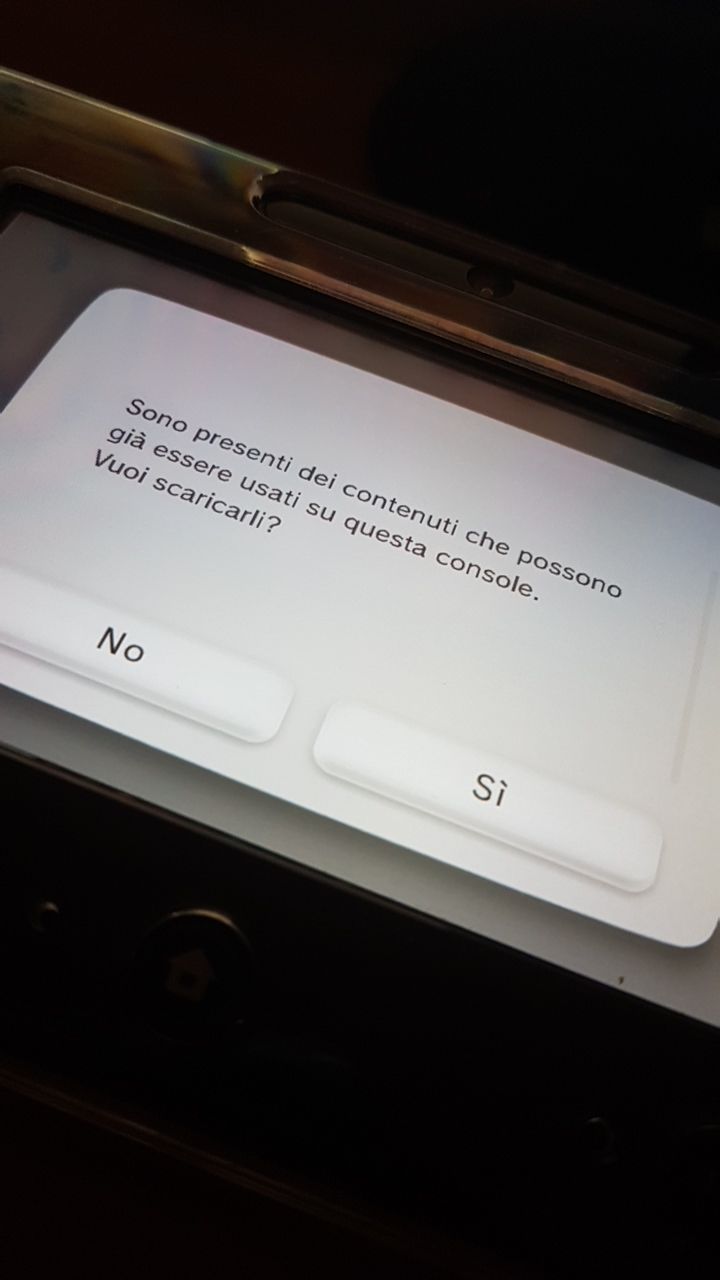 Sono presenti dei contenuti che possono
già essere usati su questa console.
Vuoi scaricarli?
No
Sì